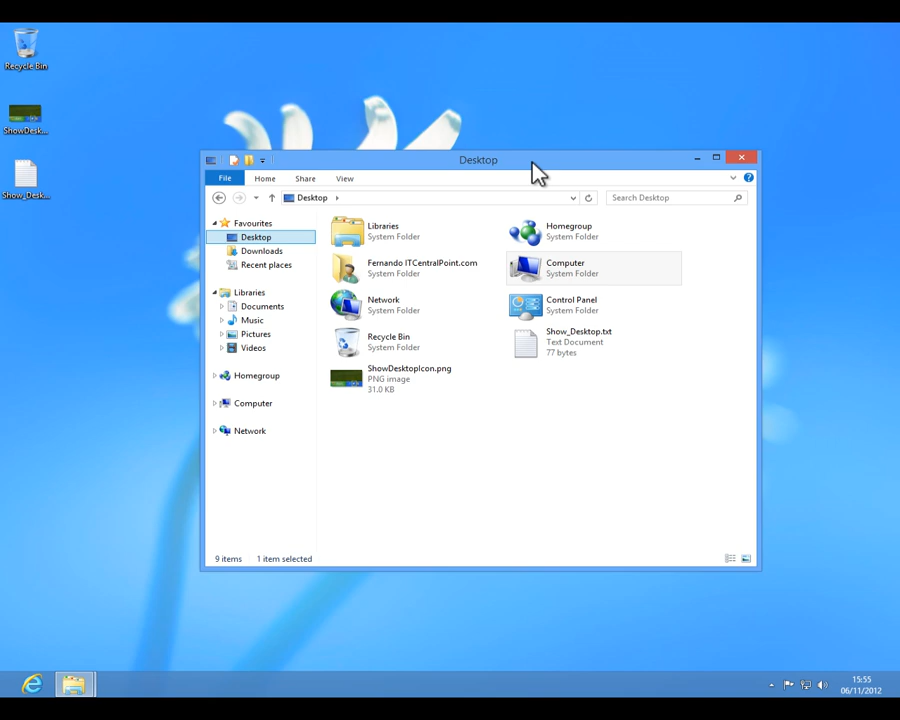 Recycle Bin
ShowDesk...
Show_Desk...
Desktop
File Home Share View
Desktop
Search Desktop
Favourites
Desktop
Downloads
Recent places
Libraries
Documents
Music
Pictures
Videos
Homegroup
Computer
Network
Libraries
System Folder
Homegroup
System Folder
Fernando ITCentralPoint.com
System Folder
Computer
System Folder
Network
System Folder
Control Panel
System Folder
Recycle Bin
System Folder
Show_Desktop.txt
Text Document
77 bytes
ShowDesktopIcon.png
PNG image
31.0 KB
9 items 1 item selected
15:55
06/11/2012